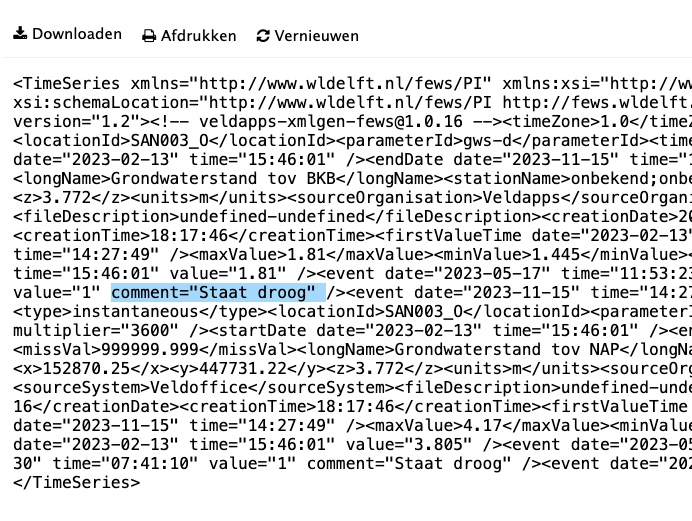 Downloaden Afdrukken Vernieuwen
<TimeSeries xmlns="http://www.wldelft.nl/fews/PI" xmlns:xsi="http://ww
xsi:schemaLocation="http://www.wldelft.nl/fews/PI http://fews.wldelft.
version="1.2"><!-- veldapps-xmlgen-fews@1.0.16 --><timeZone>1.0</timeZ
<locationId>SAN003_O</locationId><parameterId>gws-d</parameterId><time
date="2023-02-13" time="15:46:01" /><endDate date="2023-11-15" time="1
<longName>Grondwaterstand tov BKB</longName><stationName>onbekend;onbe
<z>3.772</z><units>m</units><sourceOrganisation>Veldapps</sourceOrgani
<fileDescription>undefined-undefined</fileDescription><creationDate>20
<creationTime>18:17:46</creationTime><firstValueTime date="2023-02-13"
time="14:27:49" /><maxValue>1.81</maxValue><minValue>1.445</minValue><
time="15:46:01" value="1.81" /><event date="2023-05-17" time="11:53:23
value="1" comment="Staat droog" /><event date="2023-11-15" time="14:27
<type>instantaneous</type><locationId>SAN003_O</locationId><parameterI
multiplier="3600" /><startDate date="2023-02-13" time="15:46:01" /><en
<missVal>999999.999</missVal><longName>Grondwaterstand tov NAP</longNa
<x>152870.25</x><y>447731.22</y><z>3.772</z><units>m</units><sourceOrg
<sourceSystem>Veldoffice</sourceSystem><fileDescription>undefined-unde
16</creationDate><creationTime>18:17:46</creationTime><firstValueTime
date="2023-11-15" time="14:27:49" /><maxValue>4.17</maxValue><minValue
date="2023-02-13" time="15:46:01" value="3.805" /><event date="2023-05
30" time="07:41:10" value="1" comment="Staat droog" /><event date="202
</TimeSeries>